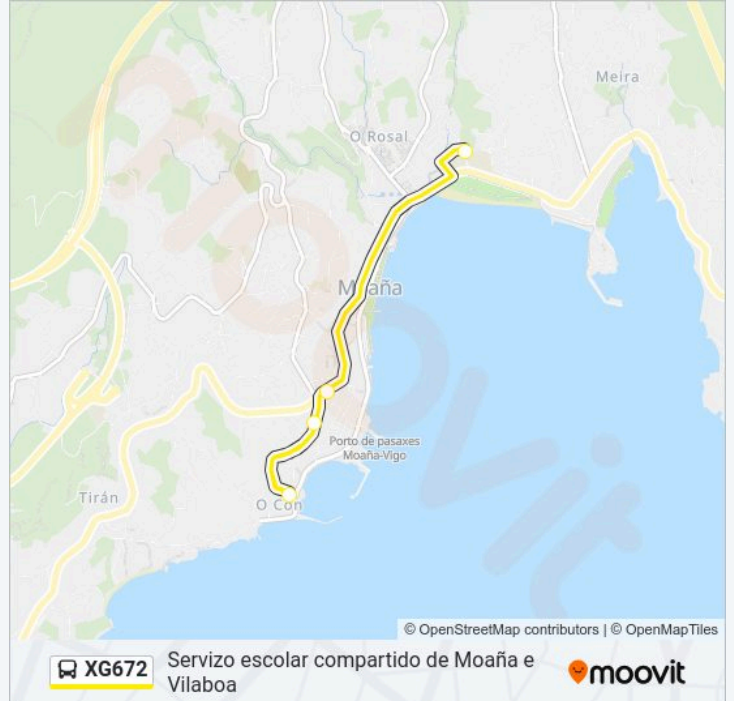 Meira
O Rosal
Moaña
Porto de pasaxes
Moaña-Vigo
Tirán
O Con
© OpenStreetMap contributors | © OpenMapTiles
XG672
Servizo escolar compartido de Moaña e
Vilaboa
moovit
moovit